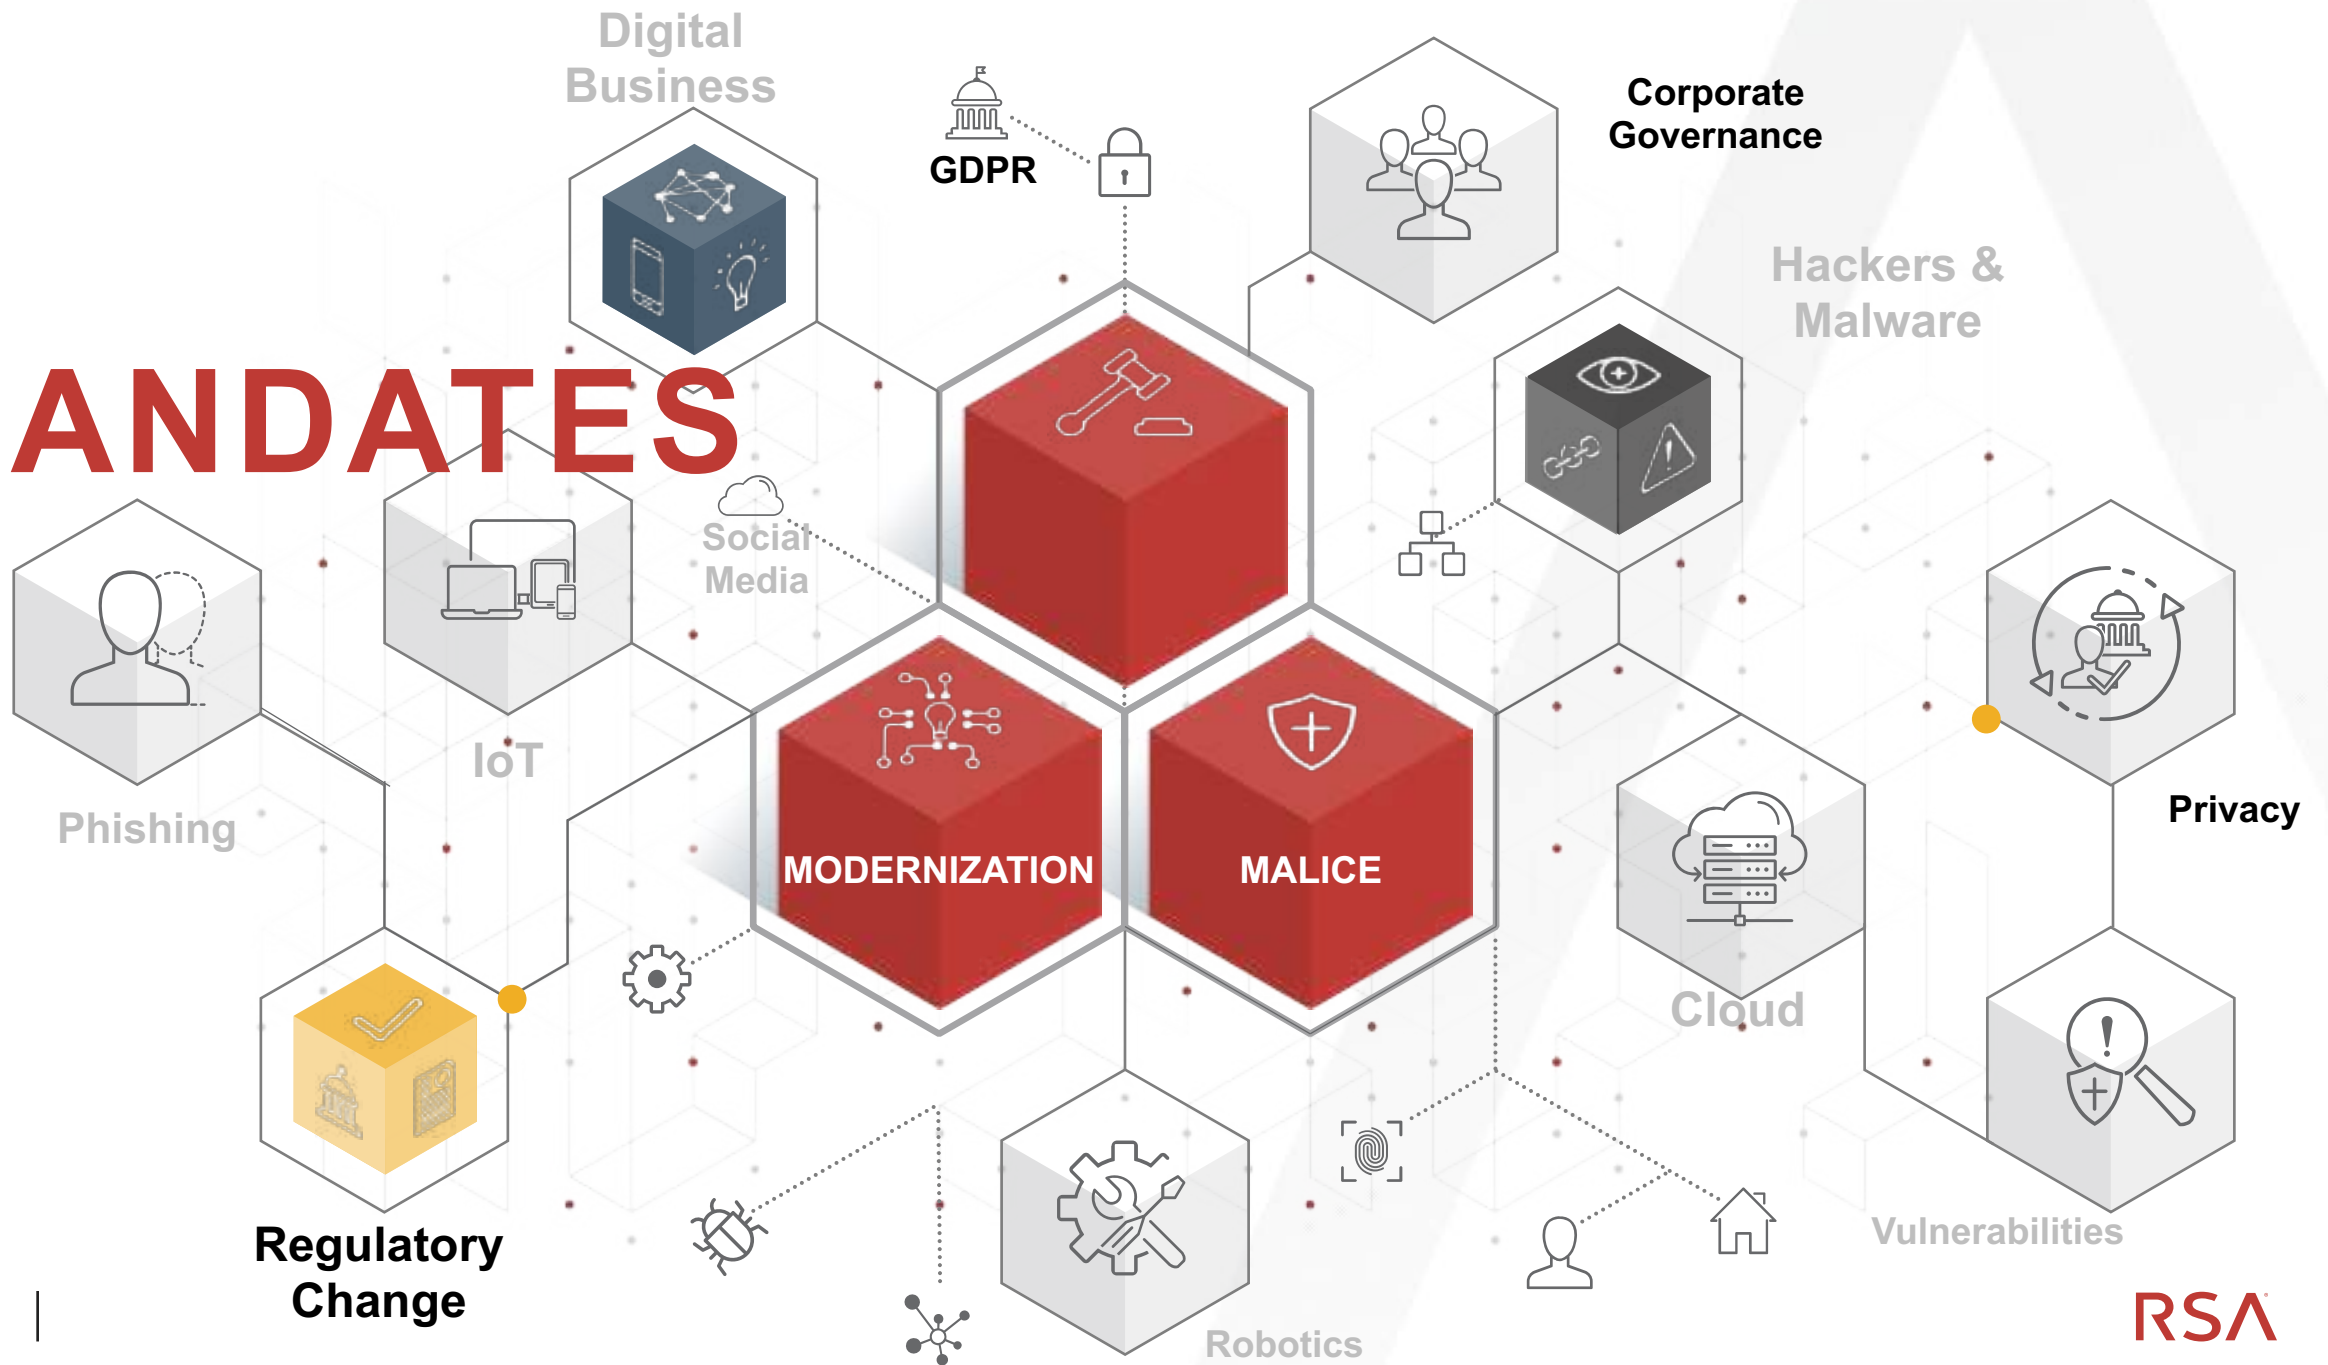 Digital
Business
GDPR
Corporate
Governance
Hackers &
Malware
ANDATES
Social
Media
IoT
Phishing
MODERNIZATION
MALICE
Privacy
Cloud
Regulatory
Change
Vulnerabilities
Robotics
RSA